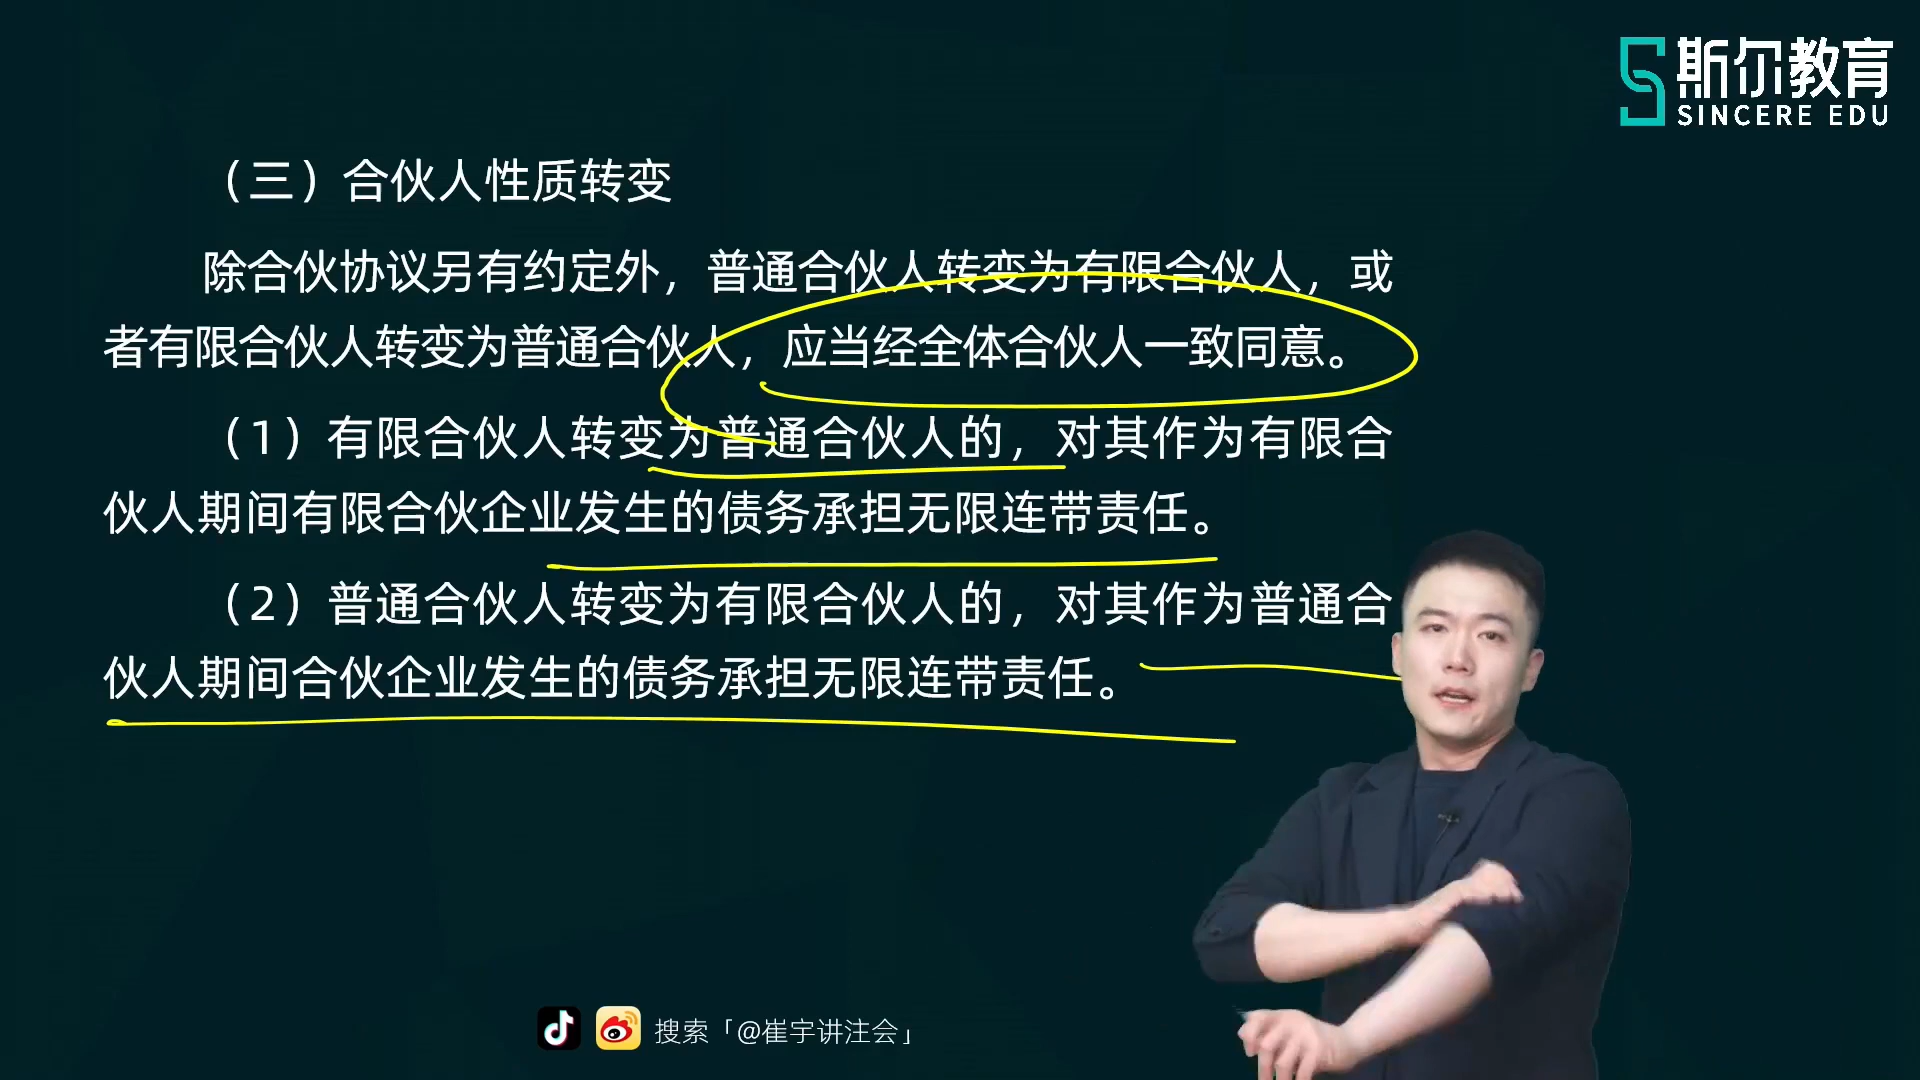 斯尔教育
SINCERE EDU
（三）合伙人性质转变
除合伙协议另有约定外，普通合伙人转变为有限合伙人，或
者有限合伙人转变为普通合伙人，应当经全体合伙人一致同意。
（1）有限合伙人转变为普通合伙人的，对其作为有限合
伙人期间有限合伙企业发生的债务承担无限连带责任。
（2）普通合伙人转变为有限合伙人的，对其作为普通合
伙人期间合伙企业发生的债务承担无限连带责任。
搜索「@崔宇讲注会」